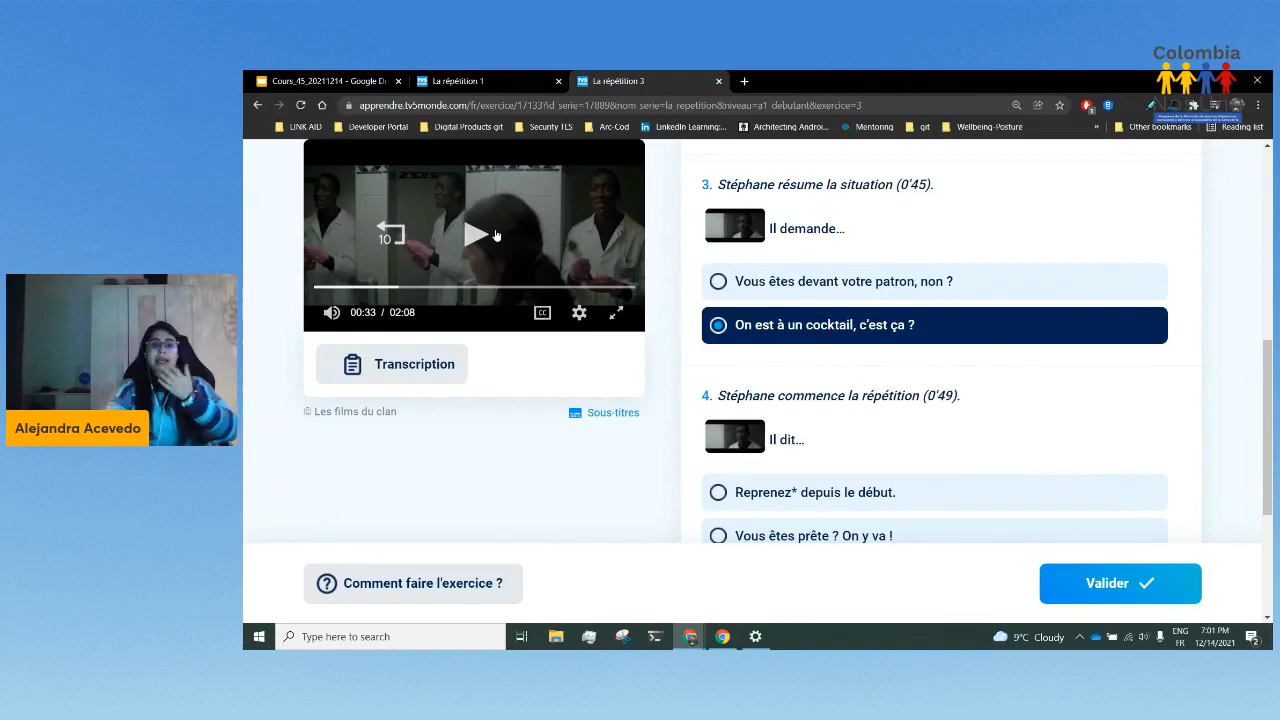 Colombia
Cours_45_20211214 - Google Dr
La répétition 1
La répétition 3
apprendre.tv5monde.com/fr/exercice/17133?id_serie=17889&nom_serie=la_repetition&niveau=a1_debutant&exercice=3
LINK AID
Developer Portal
Digital Products git
Security TLS
Arc-Cod
LinkedIn Learning:...
Architecting Androi...
Mentoring
git
Wellbeing-Posture
»
Other bookmarks
Reading list
10
00:33 / 02:08
CC
Transcription
© Les films du clan
Sous-titres
3. Stéphane résume la situation (0'45).
Il demande…
Vous êtes devant votre patron, non ?
On est à un cocktail, c'est ça ?
4. Stéphane commence la répétition (0'49).
Il dit…
Reprenez* depuis le début.
Vous êtes prête ? On y va !
Comment faire l'exercice ?
Valider
Alejandra Acevedo
Type here to search
9°C Cloudy
ENG
FR
7:01 PM
12/14/2021
2